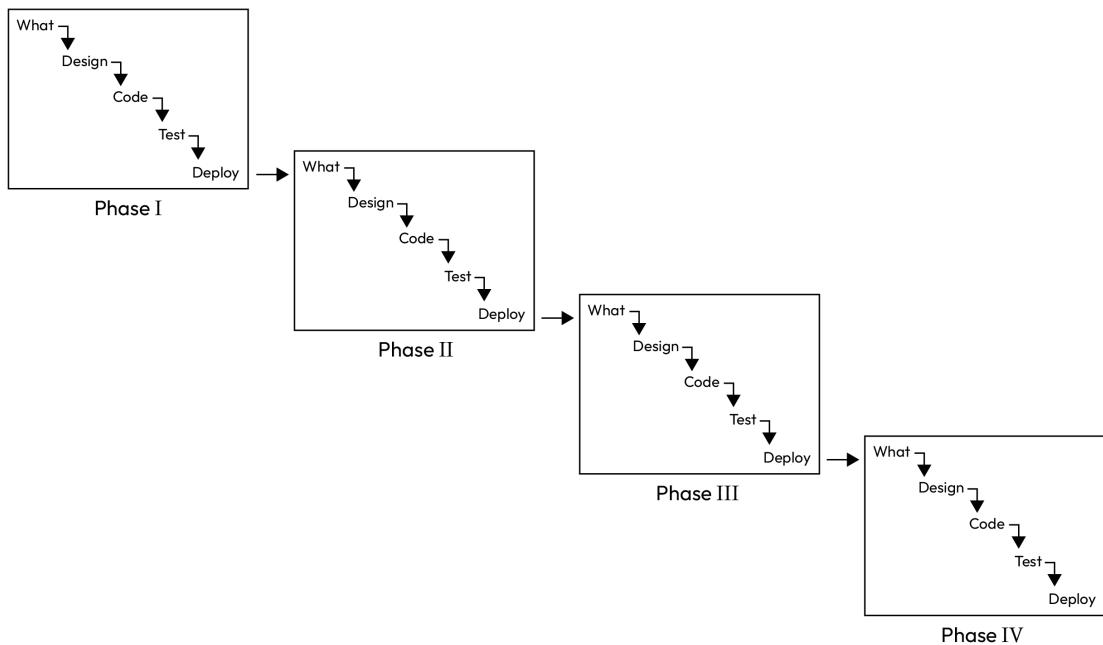 What
Design
Code
Test
Deploy
Phase I
What
Design
Code
Test
Deploy
Phase II
What
Design
Code
Test
Deploy
Phase III
What
Design
Code
Test
Deploy
Phase IV